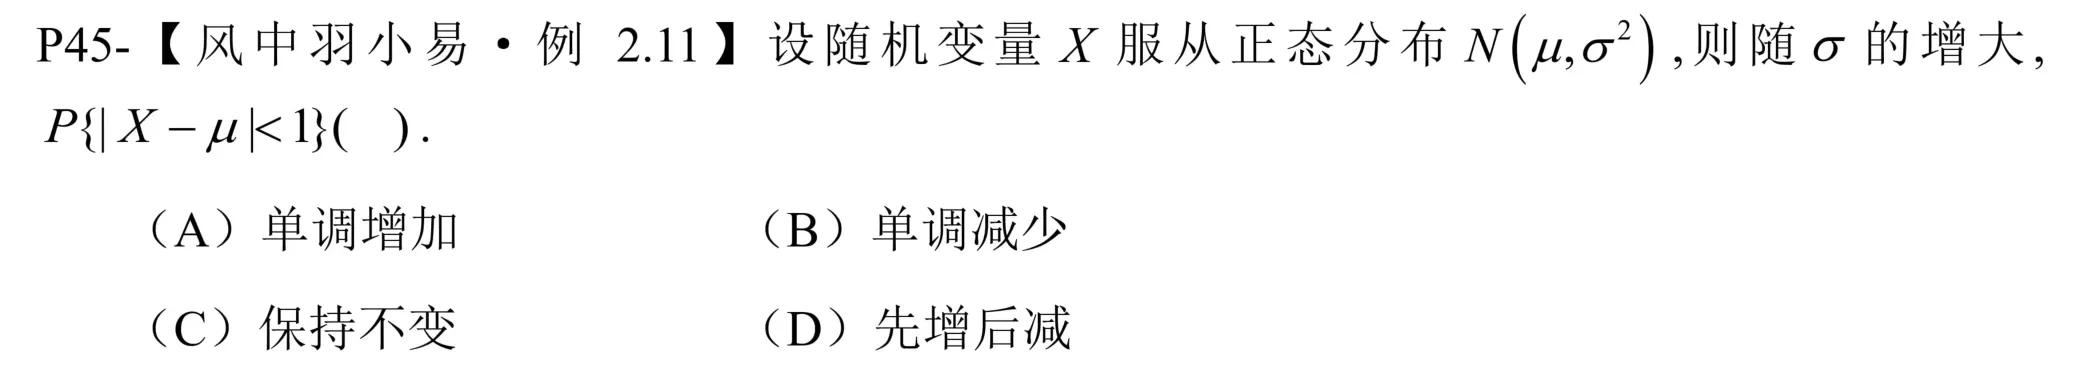 P45-【风中羽小易·例 2.11】设随机变量 X 服从正态分布 N(μ,σ²),则随 σ 的增大,
P{|X−μ|<1}( ).
（A）单调增加 （B）单调减少
（C）保持不变 （D）先增后减